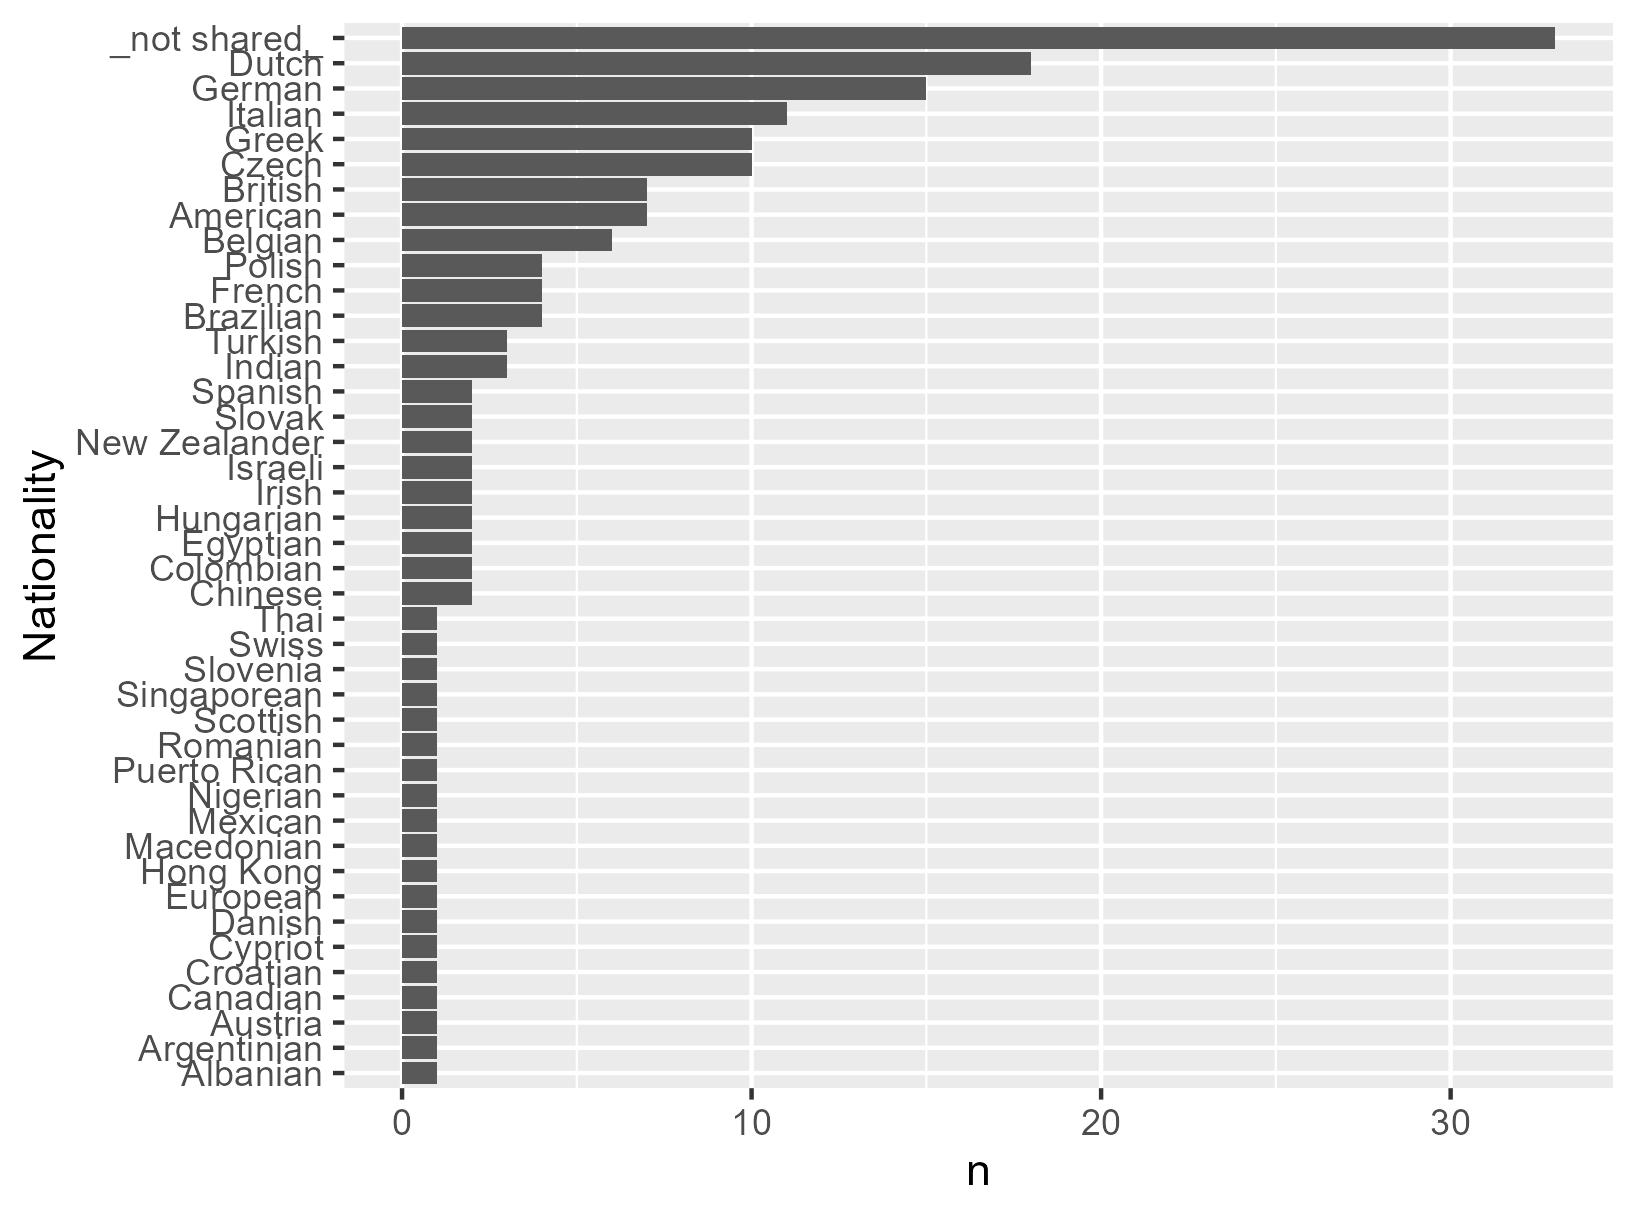 _not shared_
Dutch
German
Italian
Greek
Czech
British
American
Belgian
Polish
French
Brazilian
Turkish
Indian
Spanish
Slovak
New Zealander
Israeli
Irish
Hungarian
Egyptian
Colombian
Chinese
Thai
Swiss
Slovenia
Singaporean
Scottish
Romanian
Puerto Rican
Nigerian
Mexican
Macedonian
Hong Kong
European
Danish
Cypriot
Croatian
Canadian
Austria
Argentinian
Albanian
Nationality
0 10 20 30
n